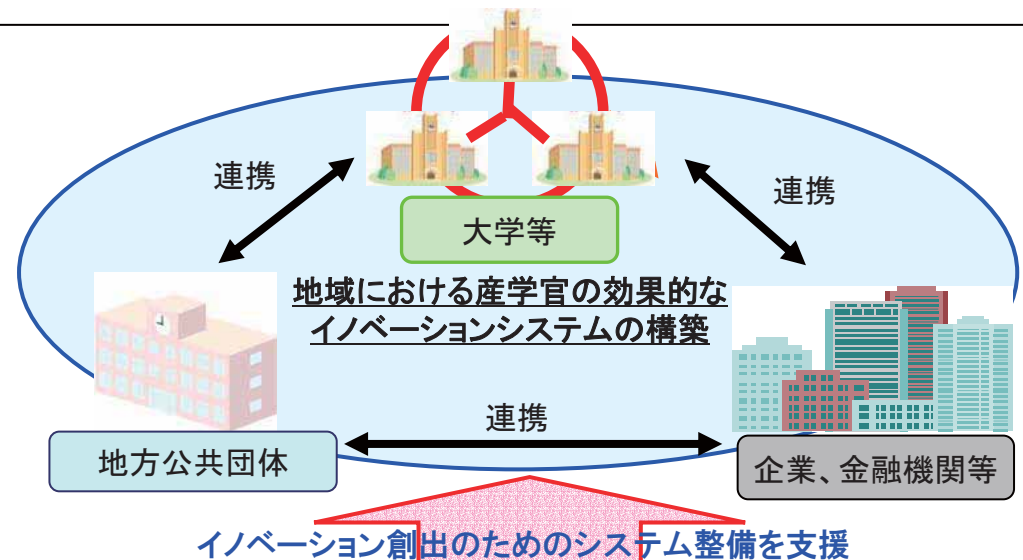 連携
連携
大学等
地域における産学官の効果的な
イノベーションシステムの構築
連携
地方公共団体
企業、金融機関等
イノベーション創出のためのシステム整備を支援